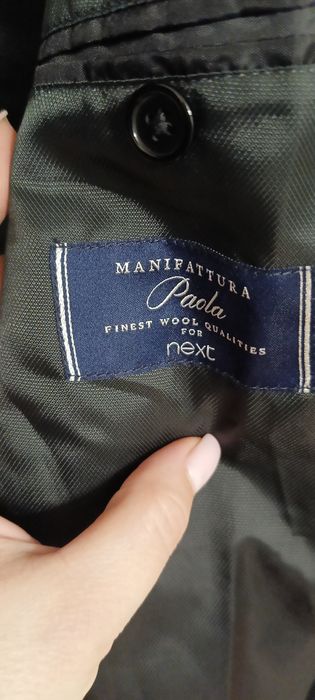 MANIFATTURA
Paola
FINEST WOOL QUALITIES
FOR
next